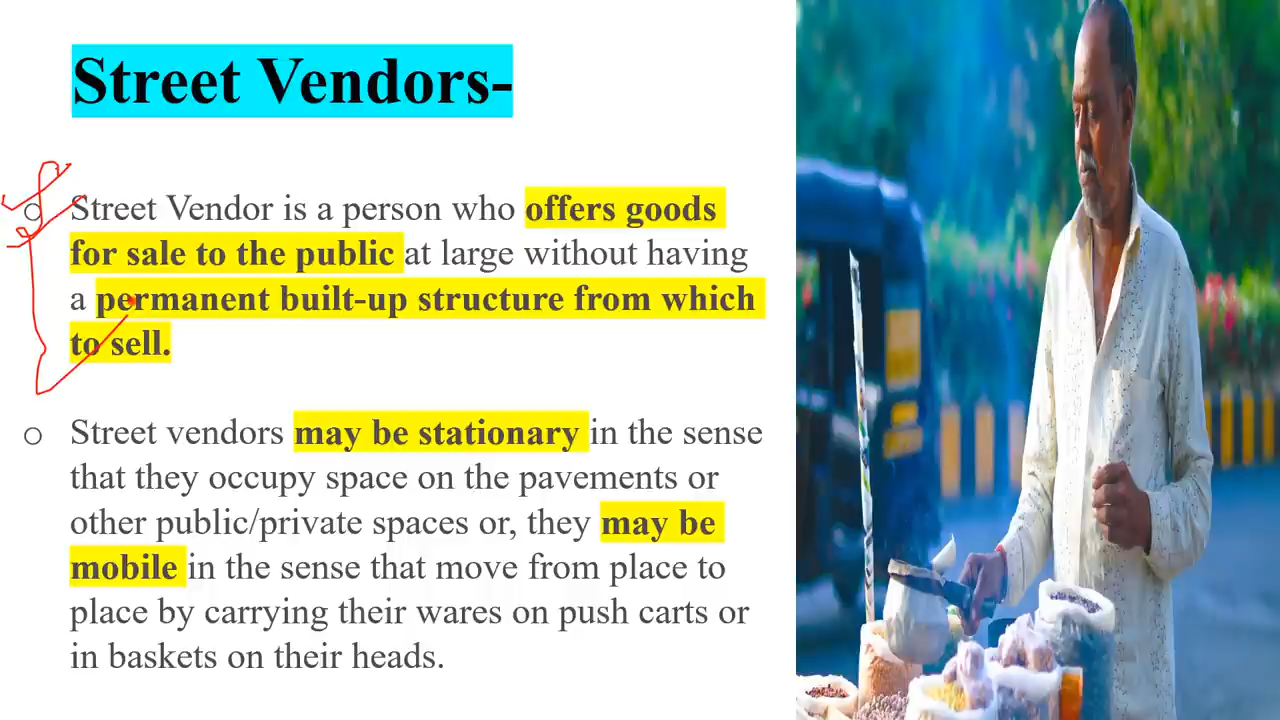 Street Vendors-
○ Street Vendor is a person who offers goods
for sale to the public at large without having
a permanent built-up structure from which
to sell.
○ Street vendors may be stationary in the sense
that they occupy space on the pavements or
other public/private spaces or, they may be
mobile in the sense that move from place to
place by carrying their wares on push carts or
in baskets on their heads.